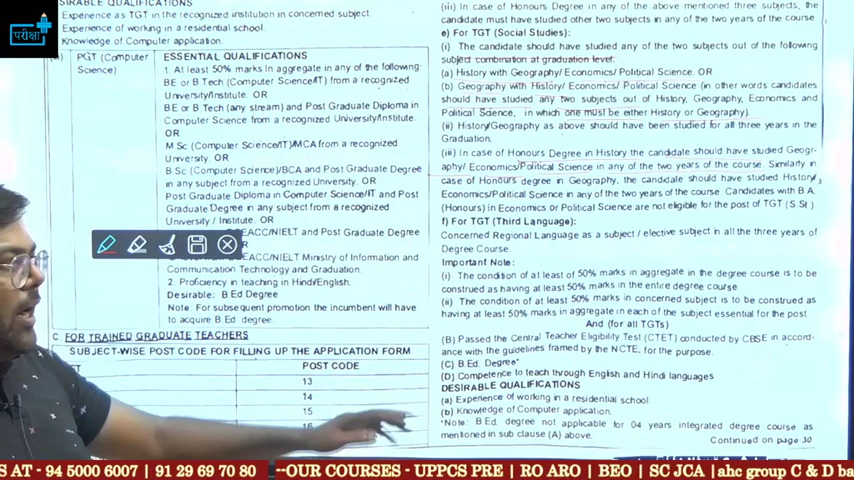 परीक्षा
SIRABLE QUALIFICATIONS
Experience as TGT in the recognized institution in concerned subject.
Experience of working in a residential school.
Knowledge of Computer application.
PGT (Computer
Science)
ESSENTIAL QUALIFICATIONS
1. At least 50% marks In aggregate in any of the following:
BE or B.Tech (Computer Science/IT) from a recognized
University/Institute. OR
BE or B.Tech (any stream) and Post Graduate Diploma in
Computer Science from a recognized University/Institute.
OR
M.Sc (Computer Science/IT)/MCA from a recognized
University. OR
B.Sc (Computer Science)/BCA and Post Graduate Degree
in any subject from a recognized University. OR
Post Graduate Diploma in Computer Science/IT and Post
Graduate Degree in any subject from a recognized
University / Institute. OR
EACC/NIELT and Post Graduate Degree
EACC/NIELT Ministry of Information and
Communication Technology and Graduation.
2. Proficiency in teaching in Hindi/English.
Desirable: B.Ed Degree
Note: For subsequent promotion the incumbent will have
to acquire B.Ed degree.
C. FOR TRAINED GRADUATE TEACHERS
SUBJECT-WISE POST CODE FOR FILLING UP THE APPLICATION FORM
POST CODE
13
14
15
16
(iii) In case of Honours Degree in any of the above mentioned three subjects, the
candidate must have studied other two subjects in any of the two years of the course
e) For TGT (Social Studies):
(i) The candidate should have studied any two subjects out of the following
subject combination at graduation level:
(a) History with Geography/ Economics/ Political Science. OR
(b) Geography with History/ Economics/ Political Science (in other words candidates
should have studied any two subjects out of History, Geography, Economics and
Political Science, in which one must be either History or Geography).
(ii) History/Geography as above should have been studied for all three years in the
Graduation.
(iii) In case of Honours Degree in History the candidate should have studied Geogr-
aphy/ Economics/Political Science in any of the two years of the course. Similarly in
case of Honours degree in Geography, the candidate should have studied History/
Economics/Political Science in any of the two years of the course. Candidates with B.A.
(Honours) in Economics or Political Science are not eligible for the post of TGT (S.St.)
f) For TGT (Third Language):
Concerned Regional Language as a subject / elective subject in all the three years of
Degree Course.
Important Note:
(i) The condition of at least of 50% marks in aggregate in the degree course is to be
construed as having at least 50% marks in the entire degree course
(ii) The condition of at least 50% marks in concerned subject is to be construed as
having at least 50% marks in aggregate in each of the subject essential for the post.
And (for all TGTs)
(B) Passed the Central Teacher Eligibility Test (CTET) conducted by CBSE in accord-
ance with the guidelines framed by the NCTE, for the purpose.
(C) B.Ed. Degree*
(D) Competence to teach through English and Hindi languages
DESIRABLE QUALIFICATIONS
(a) Experience of working in a residential school.
(b) Knowledge of Computer application.
*Note: B.Ed. degree not applicable for 04 years integrated degree course as
mentioned in sub clause (A) above.
Continued on page 30
S AT - 94 5000 6007 | 91 29 69 70 80 --OUR COURSES - UPPCS PRE | RO ARO | BEO | SC JCA |ahc group C & D ba